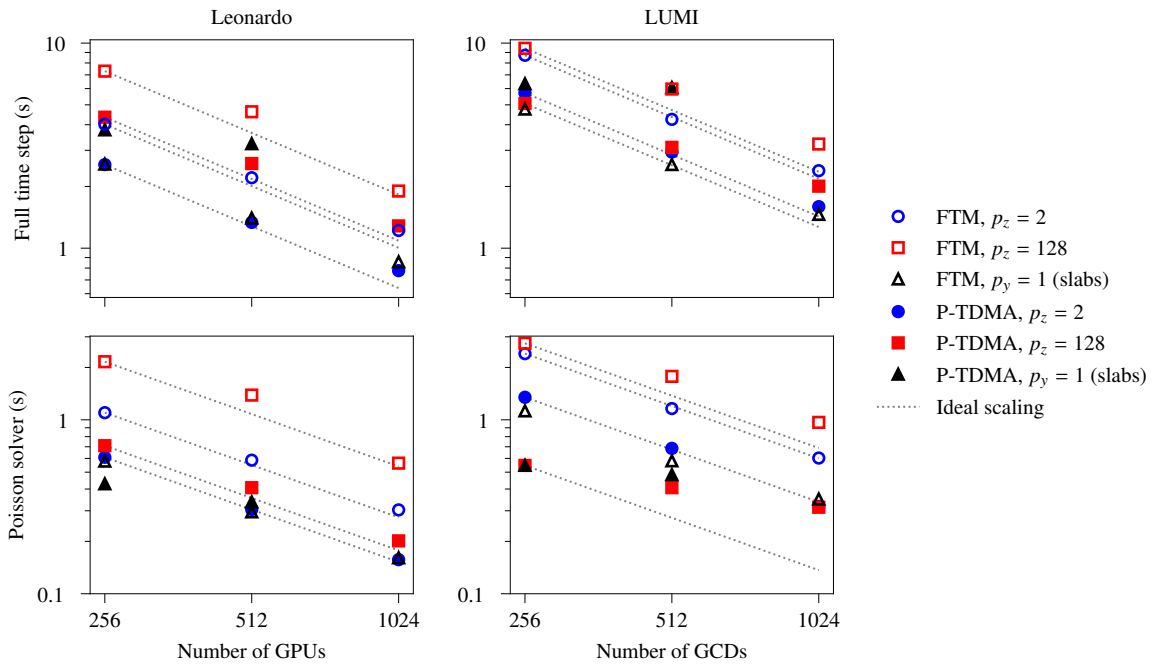 Leonardo
LUMI
10
1
Full time step (s)
10
1
1
0.1
Poisson solver (s)
256
512
1024
Number of GPUs
1
0.1
256
512
1024
Number of GCDs
FTM, p_z = 2
FTM, p_z = 128
FTM, p_y = 1 (slabs)
P-TDMA, p_z = 2
P-TDMA, p_z = 128
P-TDMA, p_y = 1 (slabs)
Ideal scaling